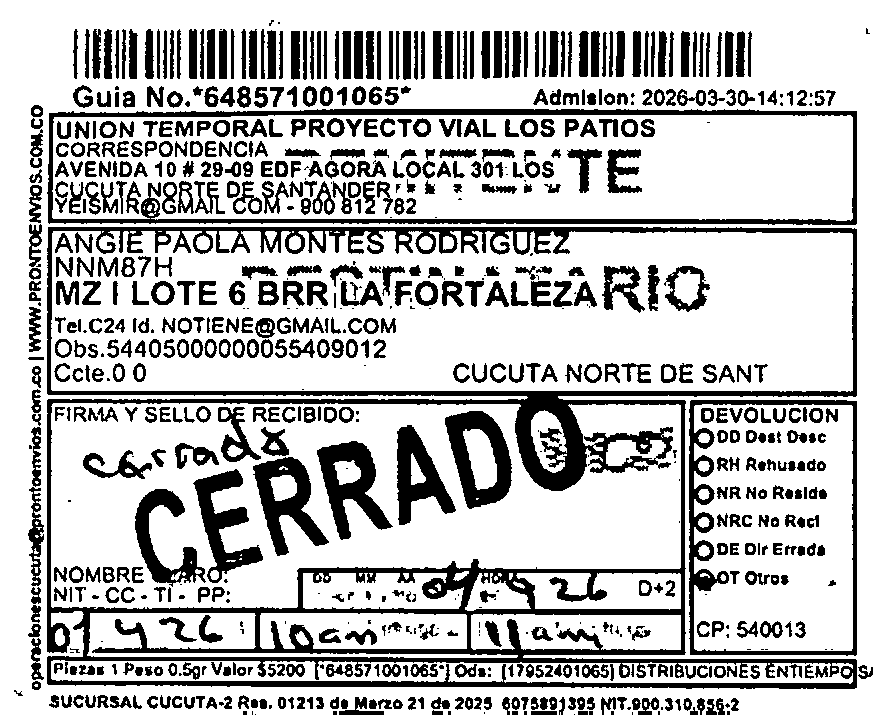 Guia No.*648571001065* Admision: 2026-03-30-14:12:57
UNION TEMPORAL PROYECTO VIAL LOS PATIOS
CORRESPONDENCIA
AVENIDA 10 # 29-09 EDF AGORA LOCAL 301 LOS
CUCUTA NORTE DE SANTANDER
YEISMIR@GMAIL COM - 900 812 782
ANGIE PAOLA MONTES RODRIGUEZ
NNM87H
MZ I LOTE 6 BRR LA FORTALEZA
Tel.C24 Id. NOTIENE@GMAIL.COM
Obs.54405000000055409012
Ccte.0 0 CUCUTA NORTE DE SANT
FIRMA Y SELLO DE RECIBIDO:
cerrado
CERRADO
NOMBRE CLARO:
NIT - CC - TI - PP:
DD MM AA HORA
04 4 26 D+2
01 4 26 10am 11am
DEVOLUCION
DD Dest Desc
RH Rehusado
NR No Reside
NRC No Recl
DE Dir Errada
OT Otros
CP: 540013
Piezas 1 Peso 0.5gr Valor $5200 [*648571001065*] Ods: [17952401065] DISTRIBUCIONES ENTIEMPO SA
SUCURSAL CUCUTA-2 Res. 01213 de Marzo 21 de 2025 6075891395 NIT.900.310.856-2
operacionescucuta@prontoenvios.com.co | WWW.PRONTOENVIOS.COM.CO